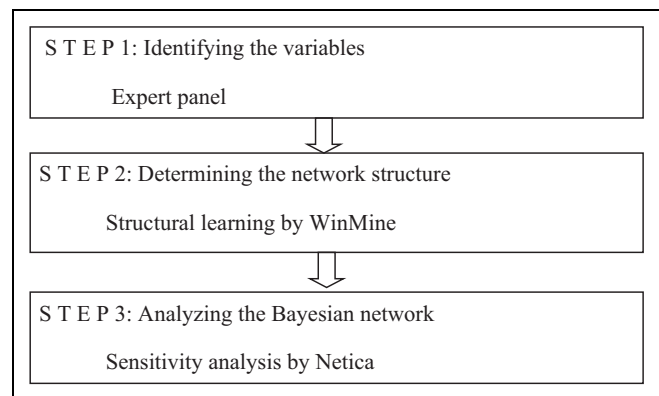 S T E P 1: Identifying the variables
Expert panel
S T E P 2: Determining the network structure
Structural learning by WinMine
S T E P 3: Analyzing the Bayesian network
Sensitivity analysis by Netica